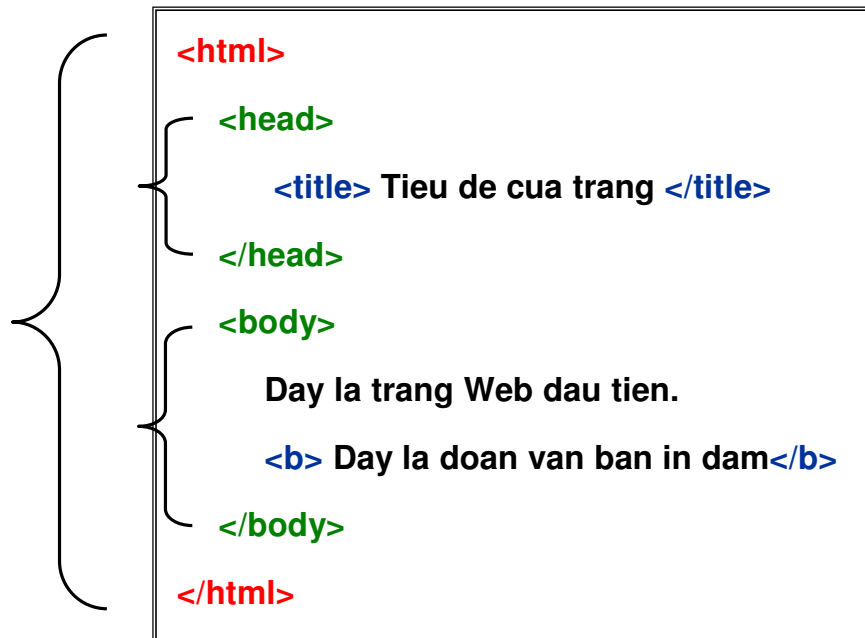 <html>
<head>
<title> Tieu de cua trang </title>
</head>
<body>
Day la trang Web dau tien.
<b> Day la doan van ban in dam</b>
</body>
</html>